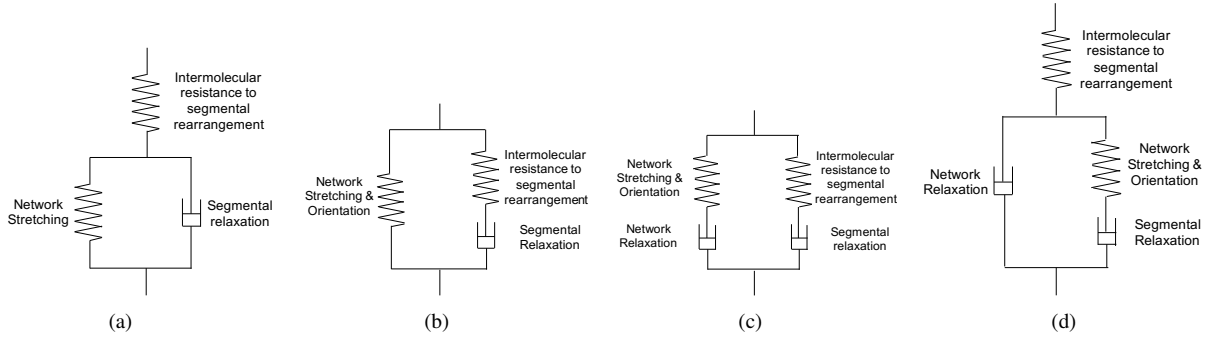 Intermolecular
resistance to
segmental
rearrangement
Network
Stretching
Segmental
relaxation
(a)
Network
Stretching &
Orientation
Intermolecular
resistance to
segmental
rearrangement
Segmental
Relaxation
(b)
Network
Stretching &
Orientation
Intermolecular
resistance to
segmental
rearrangement
Network
Relaxation
Segmental
relaxation
(c)
Intermolecular
resistance to
segmental
rearrangement
Network
Relaxation
Network
Stretching &
Orientation
Segmental
Relaxation
(d)